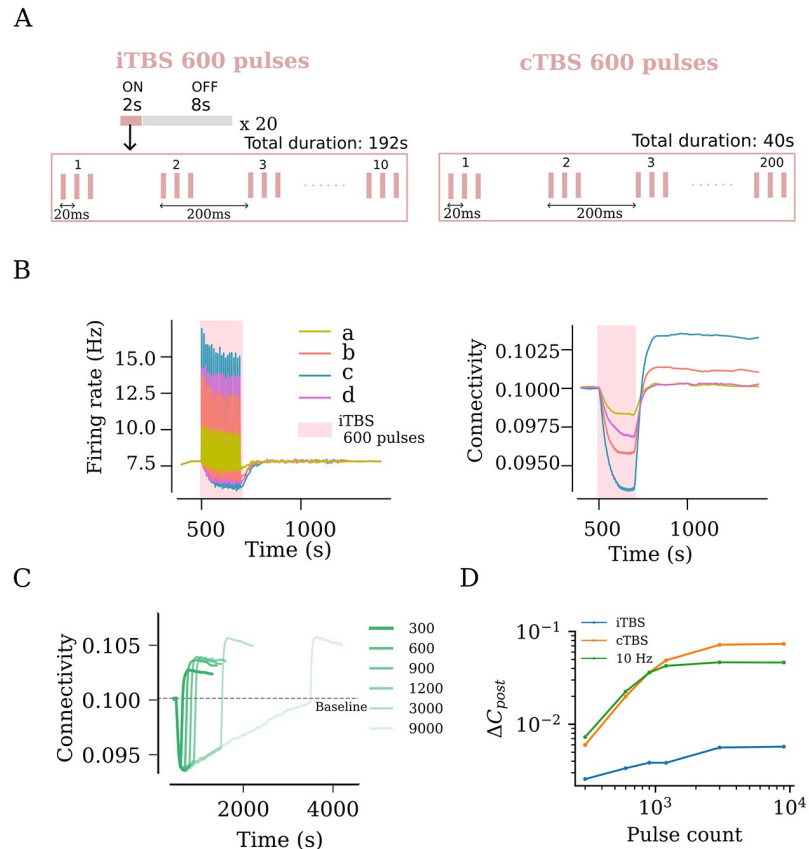 A
iTBS 600 pulses
cTBS 600 pulses
ON OFF
2s 8s
x 20
Total duration: 192s
Total duration: 40s
1 2 3 10
1 2 3 200
20ms 200ms
20ms 200ms
B
Firing rate (Hz)
15.0
12.5
10.0
7.5
500 1000
Time (s)
a
b
c
d
iTBS
600 pulses
Connectivity
0.1025
0.1000
0.0975
0.0950
500 1000
Time (s)
C
Connectivity
0.105
0.100
0.095
Baseline
2000 4000
Time (s)
300
600
900
1200
3000
9000
D
ΔC_post
10⁻¹
10⁻²
iTBS
cTBS
10 Hz
10³ 10⁴
Pulse count